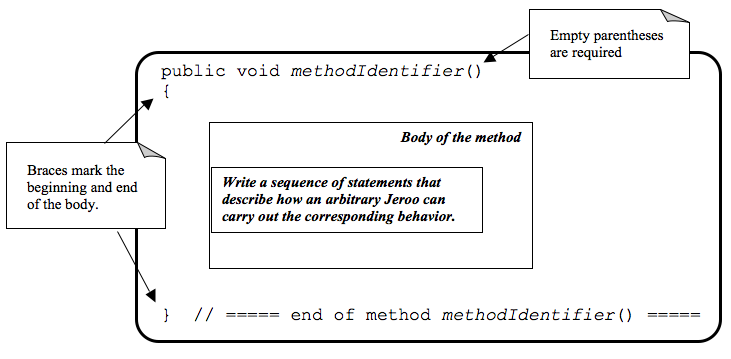 Empty parentheses
are required
public void methodIdentifier()
{
Body of the method
Braces mark the
beginning and end
of the body.
Write a sequence of statements that
describe how an arbitrary Jeroo can
carry out the corresponding behavior.
} // ===== end of method methodIdentifier() =====